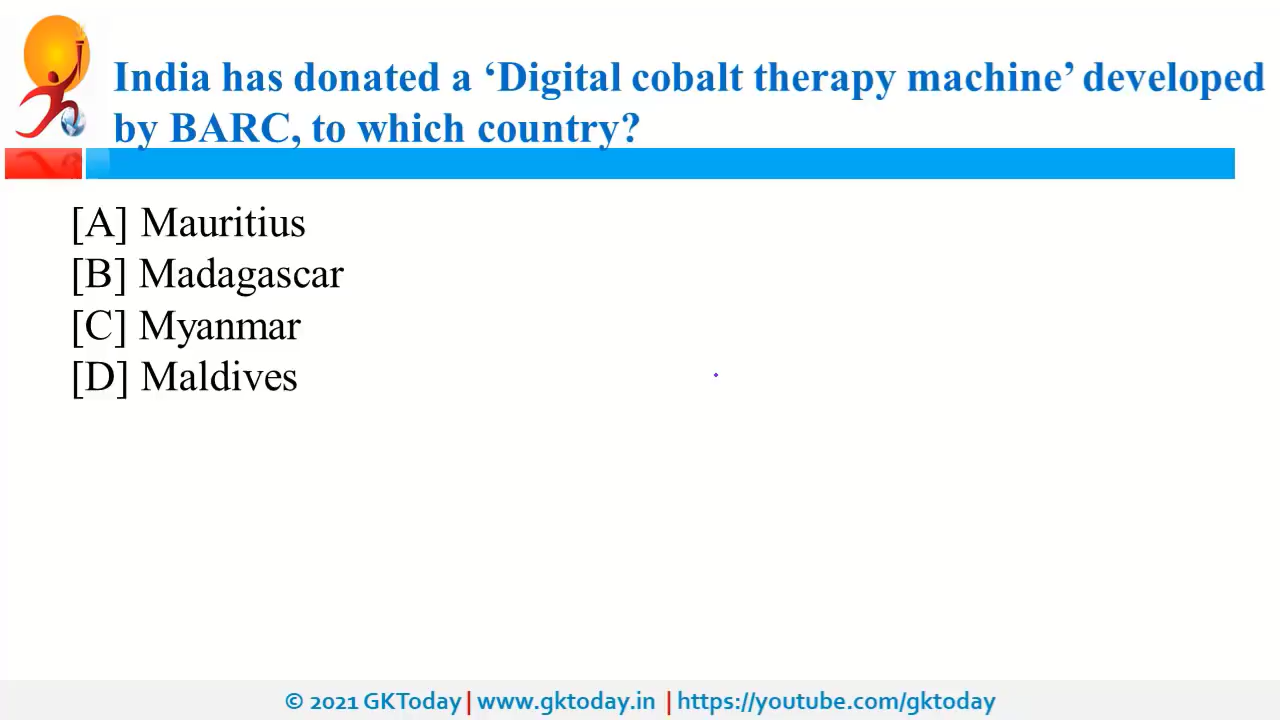 India has donated a ‘Digital cobalt therapy machine’ developed
by BARC, to which country?
[A] Mauritius
[B] Madagascar
[C] Myanmar
[D] Maldives
© 2021 GKToday | www.gktoday.in | https://youtube.com/gktoday